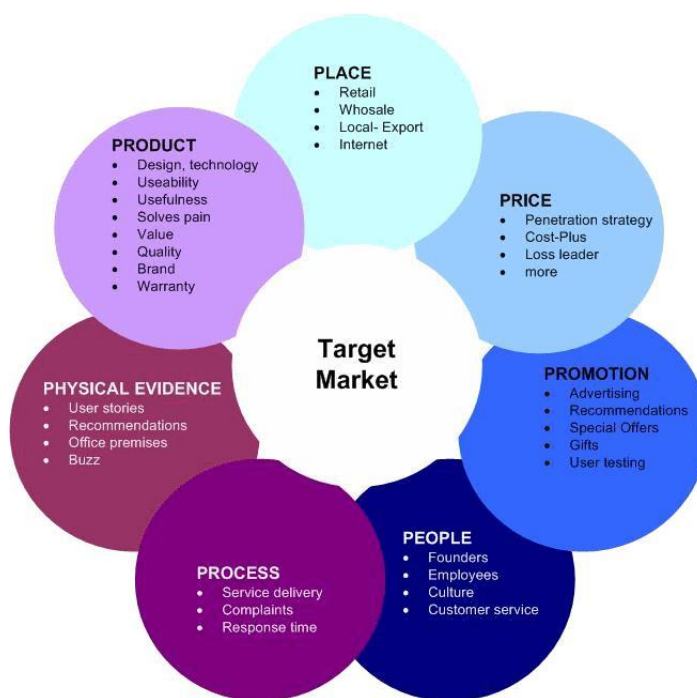 PLACE
• Retail
• Whosale
• Local- Export
• Internet
PRODUCT
• Design, technology
• Useability
• Usefulness
• Solves pain
• Value
• Quality
• Brand
• Warranty
PRICE
• Penetration strategy
• Cost-Plus
• Loss leader
• more
Target
Market
PHYSICAL EVIDENCE
• User stories
• Recommendations
• Office premises
• Buzz
PROMOTION
• Advertising
• Recommendations
• Special Offers
• Gifts
• User testing
PROCESS
• Service delivery
• Complaints
• Response time
PEOPLE
• Founders
• Employees
• Culture
• Customer service